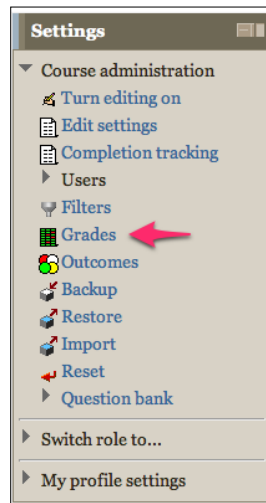 Settings
Course administration
Turn editing on
Edit settings
Completion tracking
Users
Filters
Grades
Outcomes
Backup
Restore
Import
Reset
Question bank
Switch role to...
My profile settings